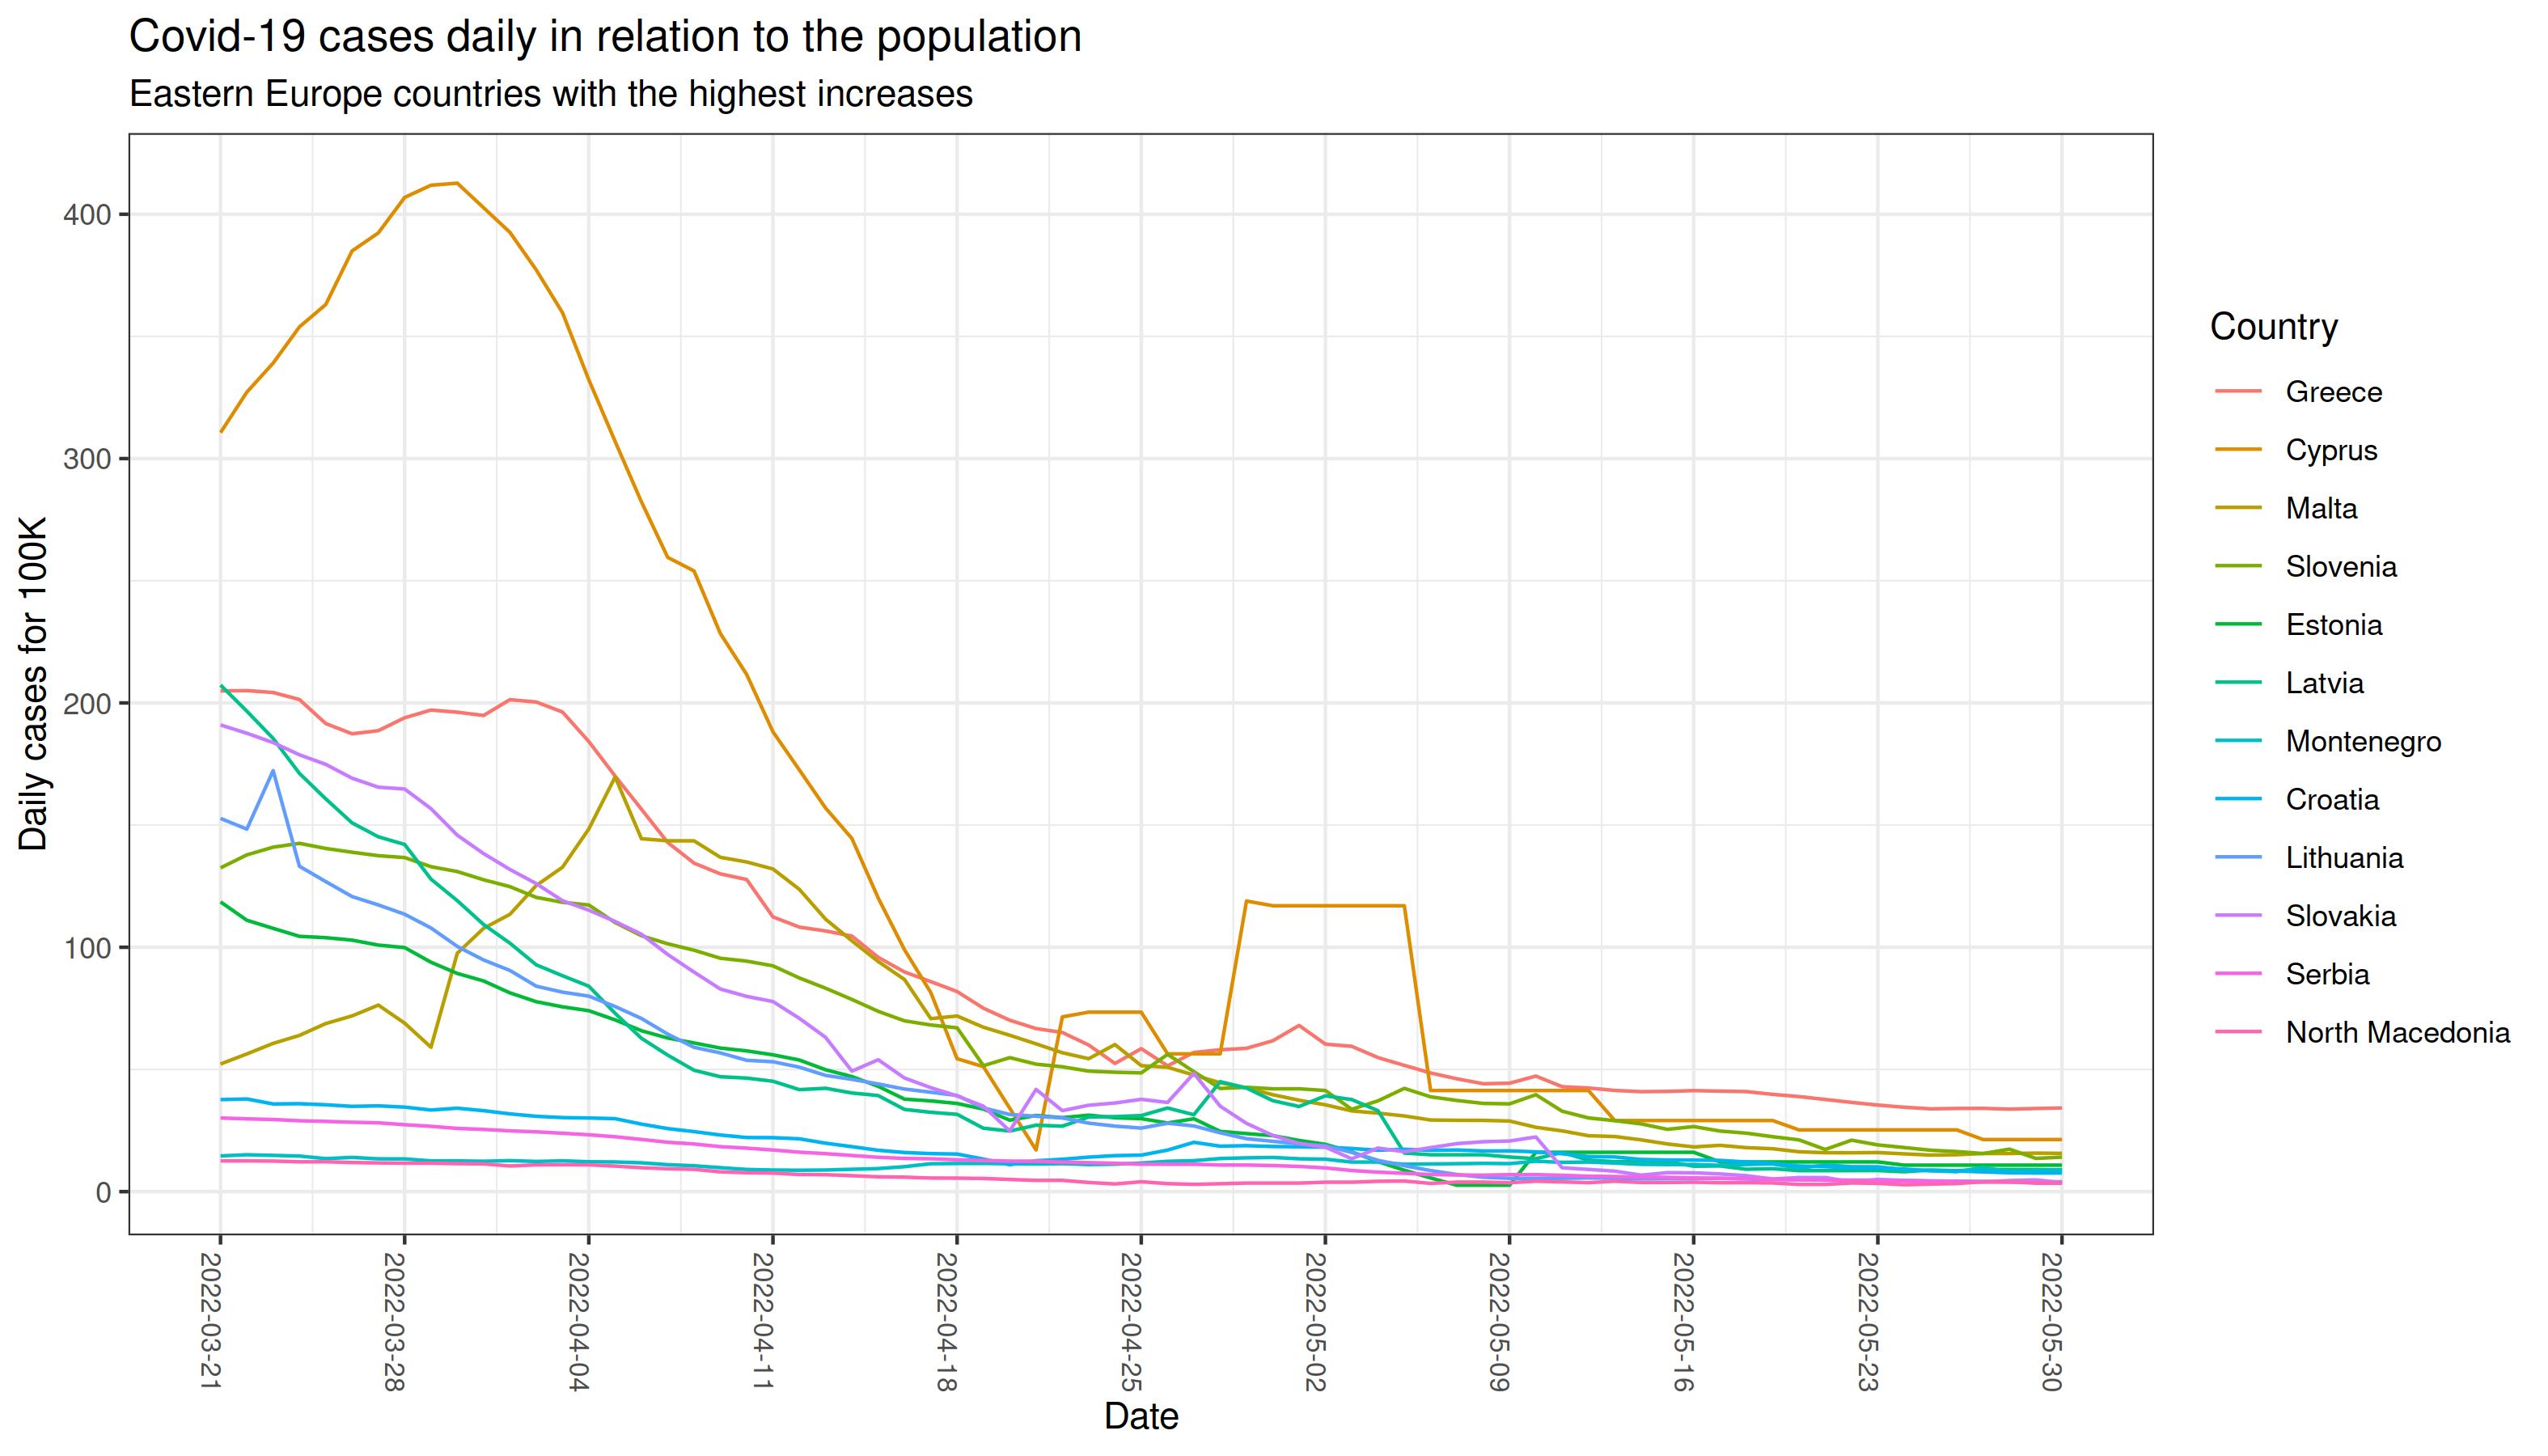 Covid-19 cases daily in relation to the population
Eastern Europe countries with the highest increases
Daily cases for 100K
400
300
200
100
0
2022-03-21
2022-03-28
2022-04-04
2022-04-11
2022-04-18
2022-04-25
2022-05-02
2022-05-09
2022-05-16
2022-05-23
2022-05-30
Date
Country
Greece
Cyprus
Malta
Slovenia
Estonia
Latvia
Montenegro
Croatia
Lithuania
Slovakia
Serbia
North Macedonia